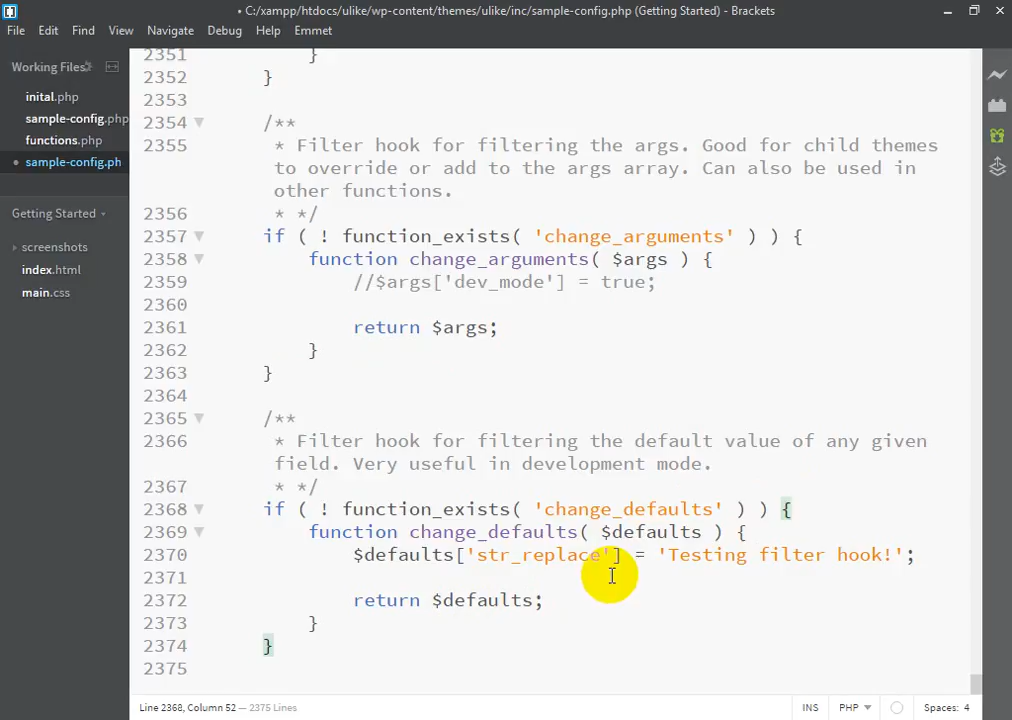 • C:/xampp/htdocs/ulike/wp-content/themes/ulike/inc/sample-config.php (Getting Started) - Brackets
File Edit Find View Navigate Debug Help Emmet
Working Files
inital.php
sample-config.php
functions.php
• sample-config.ph
Getting Started
screenshots
index.html
main.css
2351 }
2352 }
2353
2354 /**
2355 * Filter hook for filtering the args. Good for child themes
to override or add to the args array. Can also be used in
other functions.
2356 * */
2357 if ( ! function_exists( 'change_arguments' ) ) {
2358 function change_arguments( $args ) {
2359 //$args['dev_mode'] = true;
2360
2361 return $args;
2362 }
2363 }
2364
2365 /**
2366 * Filter hook for filtering the default value of any given
field. Very useful in development mode.
2367 * */
2368 if ( ! function_exists( 'change_defaults' ) ) {
2369 function change_defaults( $defaults ) {
2370 $defaults['str_replace'] = 'Testing filter hook!';
2371
2372 return $defaults;
2373 }
2374 }
2375
Line 2368, Column 52 — 2375 Lines
INS PHP Spaces: 4